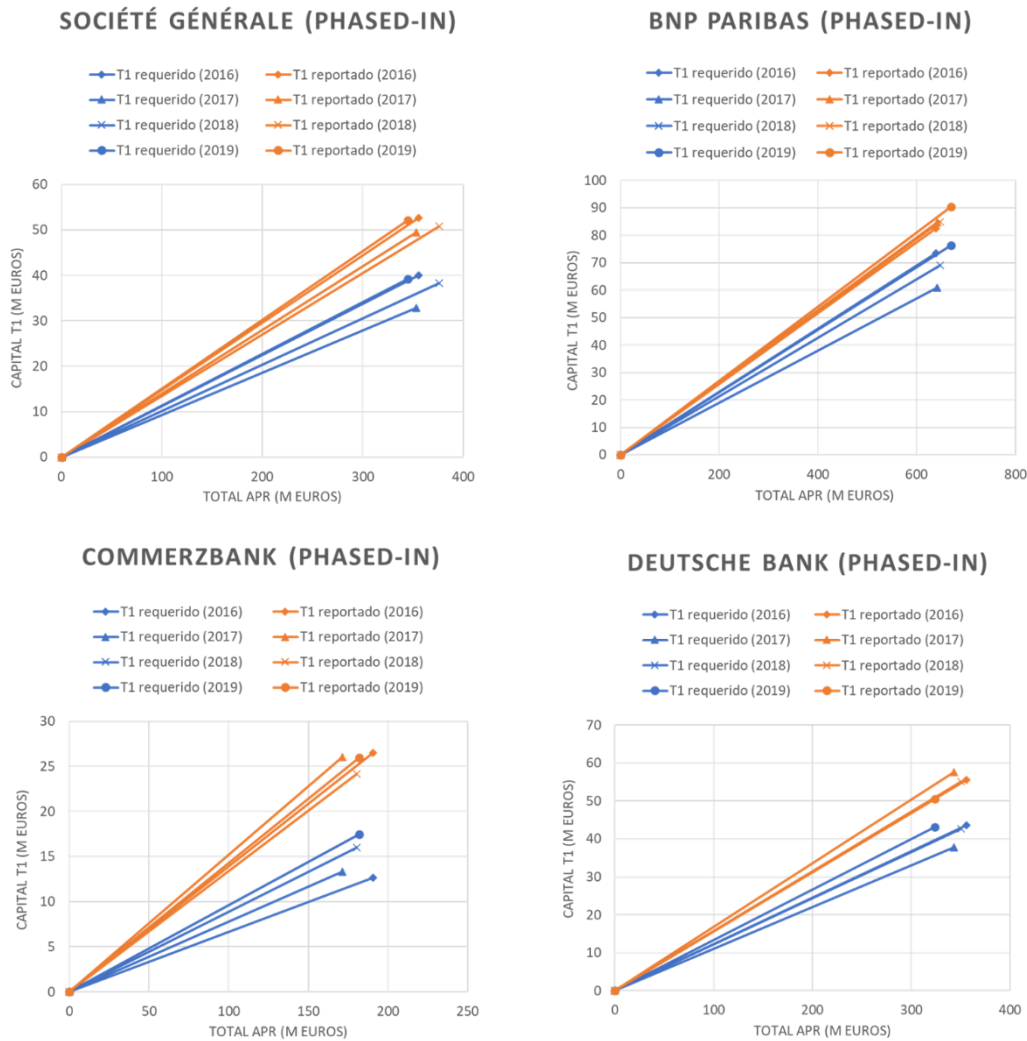 SOCIÉTÉ GÉNÉRALE (PHASED-IN)
T1 requerido (2016) T1 reportado (2016)
T1 requerido (2017) T1 reportado (2017)
T1 requerido (2018) T1 reportado (2018)
T1 requerido (2019) T1 reportado (2019)
60
50
40
30
20
10
0
CAPITAL T1 (M EUROS)
0 100 200 300 400
TOTAL APR (M EUROS)
BNP PARIBAS (PHASED-IN)
T1 requerido (2016) T1 reportado (2016)
T1 requerido (2017) T1 reportado (2017)
T1 requerido (2018) T1 reportado (2018)
T1 requerido (2019) T1 reportado (2019)
100
90
80
70
60
50
40
30
20
10
0
CAPITAL T1 (M EUROS)
0 200 400 600 800
TOTAL APR (M EUROS)
COMMERZBANK (PHASED-IN)
T1 requerido (2016) T1 reportado (2016)
T1 requerido (2017) T1 reportado (2017)
T1 requerido (2018) T1 reportado (2018)
T1 requerido (2019) T1 reportado (2019)
30
25
20
15
10
5
0
CAPITAL T1 (M EUROS)
0 50 100 150 200 250
TOTAL APR (M EUROS)
DEUTSCHE BANK (PHASED-IN)
T1 requerido (2016) T1 reportado (2016)
T1 requerido (2017) T1 reportado (2017)
T1 requerido (2018) T1 reportado (2018)
T1 requerido (2019) T1 reportado (2019)
70
60
50
40
30
20
10
0
CAPITAL T1 (M EUROS)
0 100 200 300 400
TOTAL APR (M EUROS)